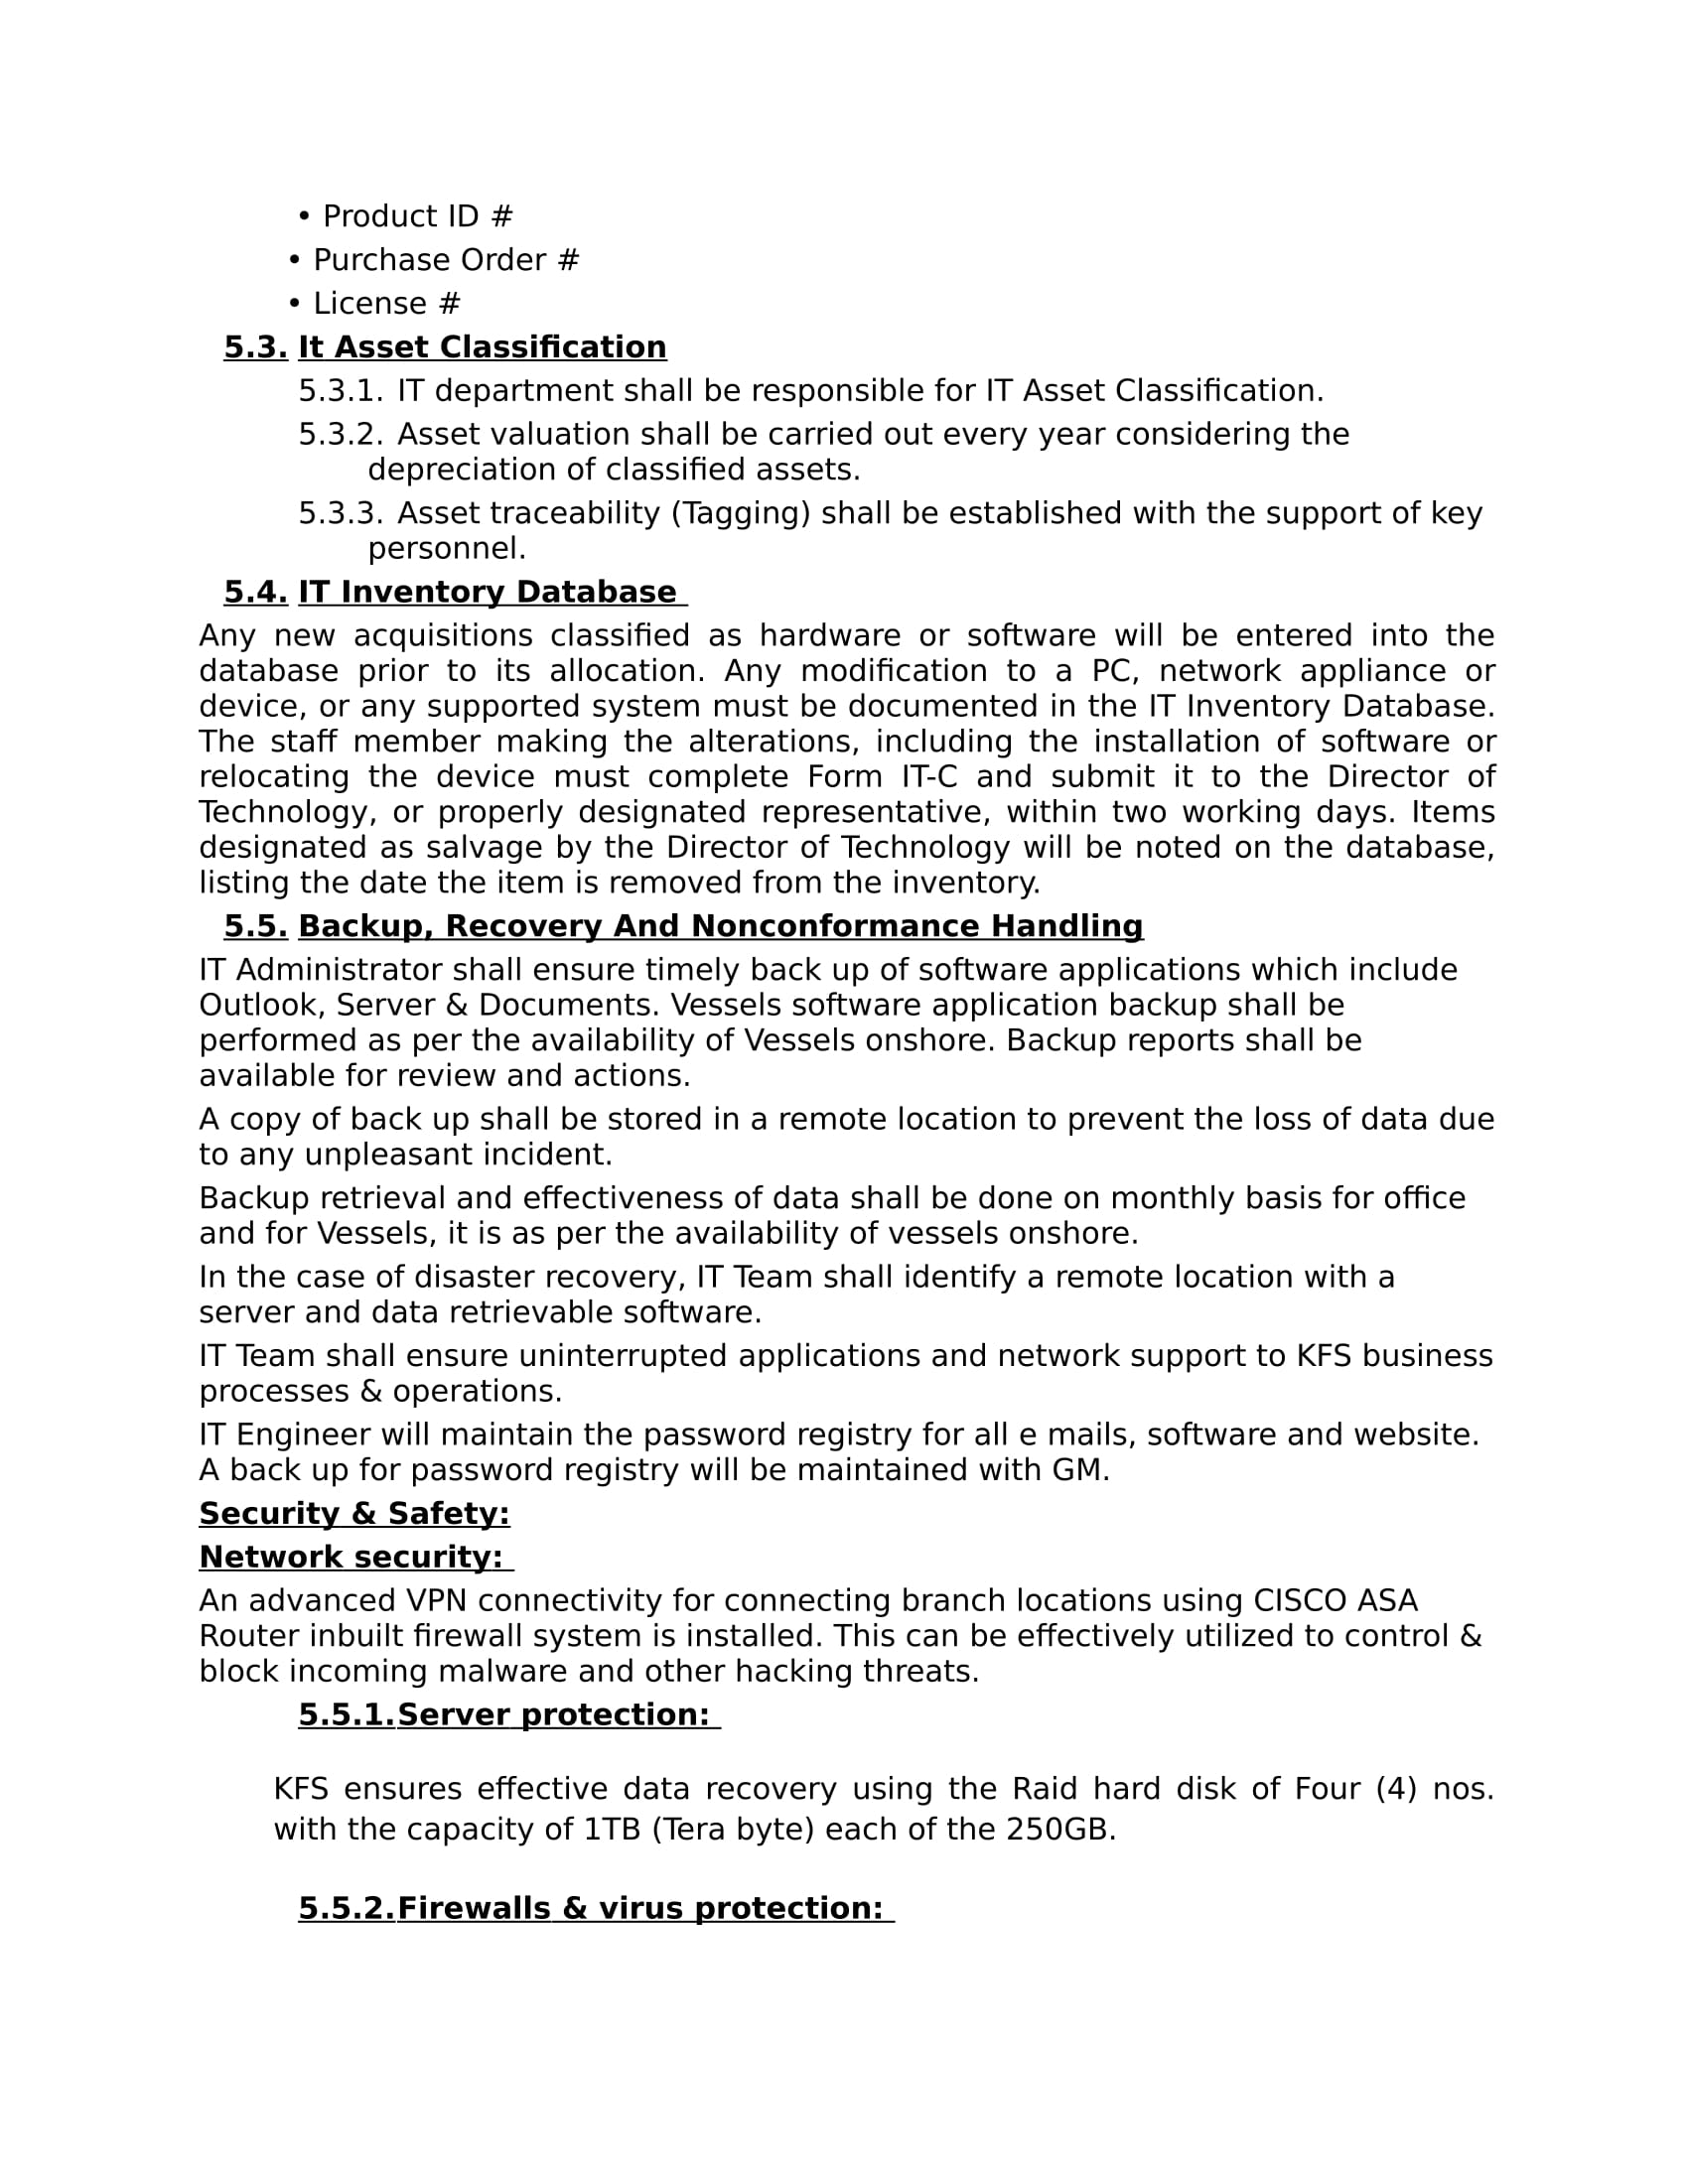 • Product ID #
• Purchase Order #
• License #
5.3. It Asset Classification
5.3.1. IT department shall be responsible for IT Asset Classification.
5.3.2. Asset valuation shall be carried out every year considering the
depreciation of classified assets.
5.3.3. Asset traceability (Tagging) shall be established with the support of key
personnel.
5.4. IT Inventory Database
Any new acquisitions classified as hardware or software will be entered into the
database prior to its allocation. Any modification to a PC, network appliance or
device, or any supported system must be documented in the IT Inventory Database.
The staff member making the alterations, including the installation of software or
relocating the device must complete Form IT-C and submit it to the Director of
Technology, or properly designated representative, within two working days. Items
designated as salvage by the Director of Technology will be noted on the database,
listing the date the item is removed from the inventory.
5.5. Backup, Recovery And Nonconformance Handling
IT Administrator shall ensure timely back up of software applications which include
Outlook, Server & Documents. Vessels software application backup shall be
performed as per the availability of Vessels onshore. Backup reports shall be
available for review and actions.
A copy of back up shall be stored in a remote location to prevent the loss of data due
to any unpleasant incident.
Backup retrieval and effectiveness of data shall be done on monthly basis for office
and for Vessels, it is as per the availability of vessels onshore.
In the case of disaster recovery, IT Team shall identify a remote location with a
server and data retrievable software.
IT Team shall ensure uninterrupted applications and network support to KFS business
processes & operations.
IT Engineer will maintain the password registry for all e mails, software and website.
A back up for password registry will be maintained with GM.
Security & Safety:
Network security:
An advanced VPN connectivity for connecting branch locations using CISCO ASA
Router inbuilt firewall system is installed. This can be effectively utilized to control &
block incoming malware and other hacking threats.
5.5.1. Server protection:
KFS ensures effective data recovery using the Raid hard disk of Four (4) nos.
with the capacity of 1TB (Tera byte) each of the 250GB.
5.5.2. Firewalls & virus protection: